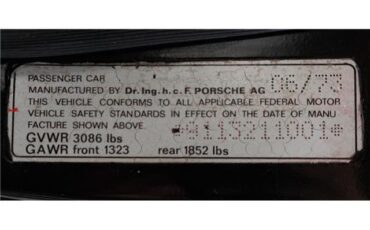 PASSENGER CAR
MANUFACTURED BY Dr. Ing. h. c. F. PORSCHE AG 06/73
THIS VEHICLE CONFORMS TO ALL APPLICABLE FEDERAL MOTOR
VEHICLE SAFETY STANDARDS IN EFFECT ON THE DATE OF MANU
FACTURE SHOWN ABOVE.
*9113211001*
GVWR 3086 lbs
GAWR front 1323 rear 1852 lbs